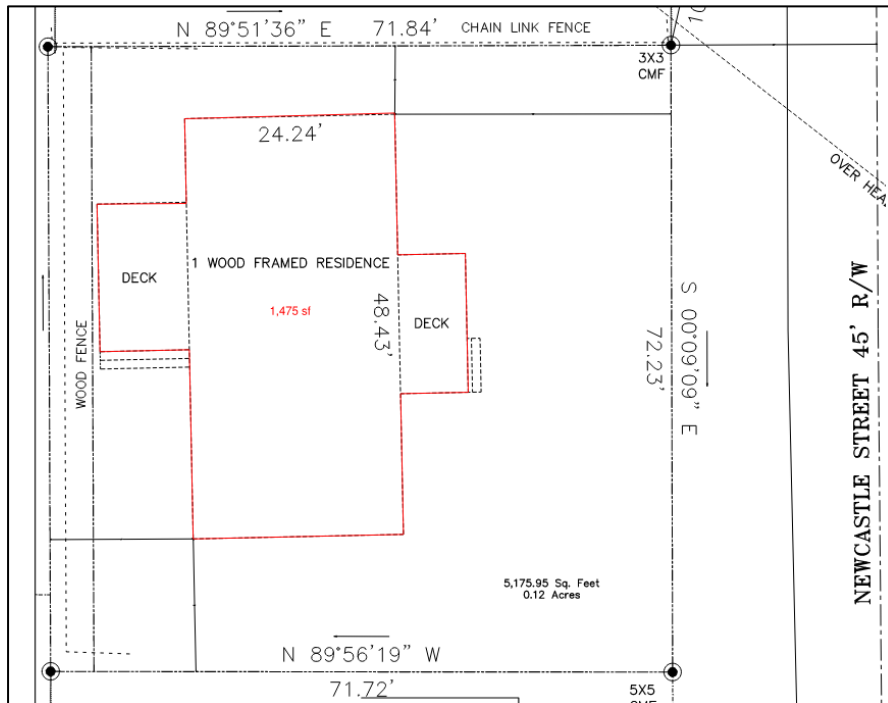 N 89°51'36" E 71.84' CHAIN LINK FENCE
3X3
CMF
24.24'
OVER HEA
1 WOOD FRAMED RESIDENCE
DECK
1,475 sf
48.43'
DECK
WOOD FENCE
S 00°09'09" E
72.23'
NEWCASTLE STREET 45' R/W
5,175.95 Sq. Feet
0.12 Acres
N 89°56'19" W
71.72'
5X5